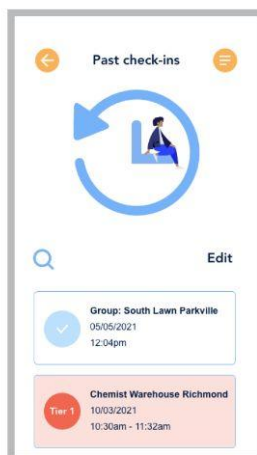 Past check-ins
Edit
Group: South Lawn Parkville
05/05/2021
12:04pm
Tier 1
Chemist Warehouse Richmond
10/03/2021
10:30am - 11:32am